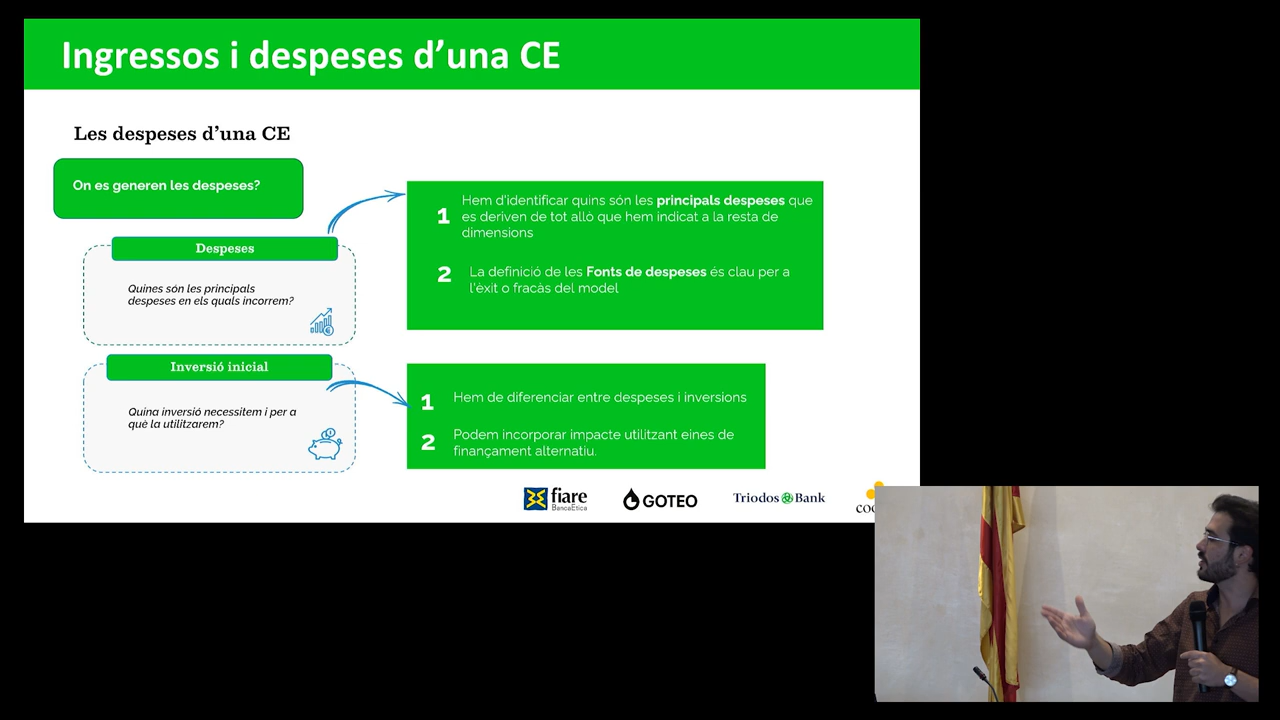 Ingressos i despeses d'una CE
Les despeses d'una CE
On es generen les despeses?
Despeses
Quines són les principals
despeses en els quals incorrem?
1
Hem d'identificar quins són les principals despeses que
es deriven de tot allò que hem indicat a la resta de
dimensions
2
La definició de les Fonts de despeses és clau per a
l'èxit o fracàs del model
Inversió inicial
Quina inversió necessitem i per a
què la utilitzarem?
1
Hem de diferenciar entre despeses i inversions
2
Podem incorporar impacte utilitzant eines de
finançament alternatiu.
fiare
BancaEtica
GOTEO
Triodos Bank